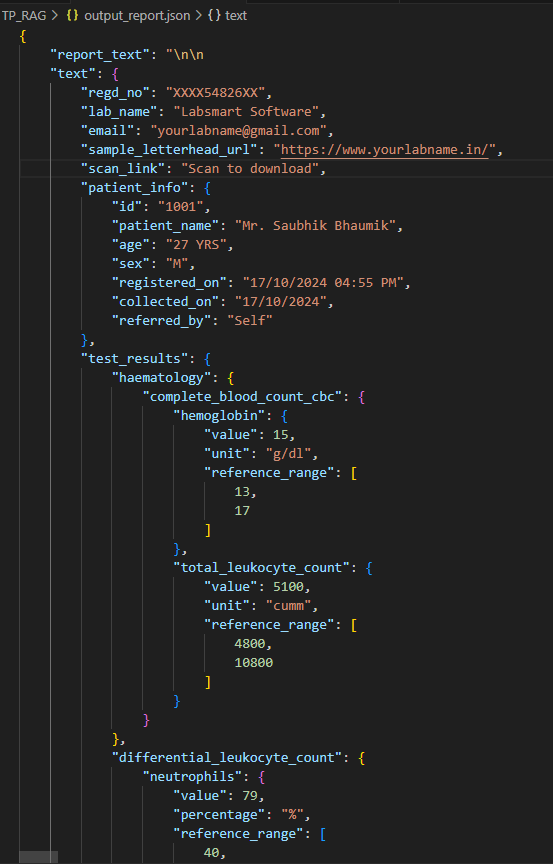 TP_RAG > {} output_report.json > {} text
{
"report_text": "\n\n
"text": {
"regd_no": "XXXX54826XX",
"lab_name": "Labsmart Software",
"email": "yourlabname@gmail.com",
"sample_letterhead_url": "https://www.yourlabname.in/",
"scan_link": "Scan to download",
"patient_info": {
"id": "1001",
"patient_name": "Mr. Saubhik Bhaumik",
"age": "27 YRS",
"sex": "M",
"registered_on": "17/10/2024 04:55 PM",
"collected_on": "17/10/2024",
"referred_by": "Self"
},
"test_results": {
"haematology": {
"complete_blood_count_cbc": {
"hemoglobin": {
"value": 15,
"unit": "g/dl",
"reference_range": [
13,
17
]
},
"total_leukocyte_count": {
"value": 5100,
"unit": "cumm",
"reference_range": [
4800,
10800
]
}
}
},
"differential_leukocyte_count": {
"neutrophils": {
"value": 79,
"percentage": "%",
"reference_range": [
40,